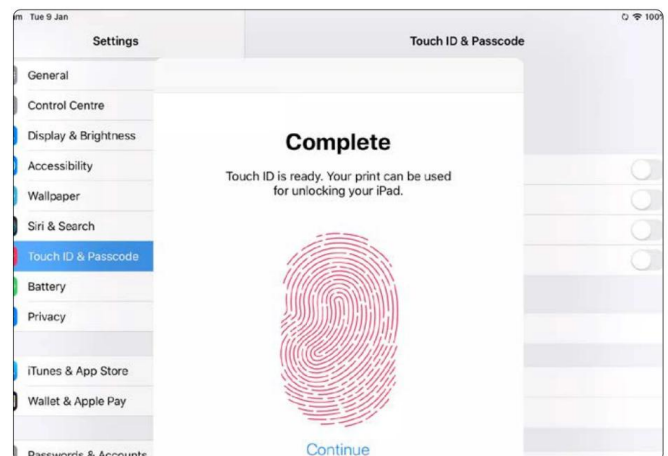 Tue 9 Jan
Settings
Touch ID & Passcode
General
Control Centre
Display & Brightness
Accessibility
Wallpaper
Siri & Search
Touch ID & Passcode
Battery
Privacy
iTunes & App Store
Wallet & Apple Pay
Passwords & Accounts
Complete
Touch ID is ready. Your print can be used
for unlocking your iPad.
Continue